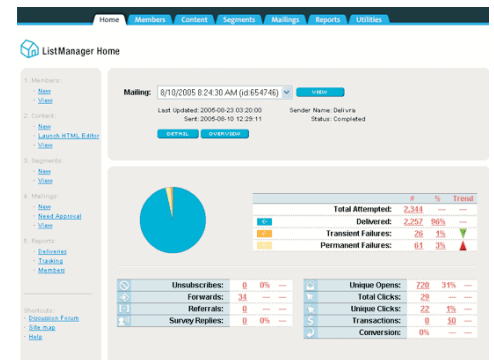 Home Members Content Segments Mailings Reports Utilities
ListManager Home
1. Members:
- New
- View
2. Content:
- New
- Launch HTML Editor
- View
3. Segments:
- New
- View
4. Mailings:
- New
- Need Approval
- View
5. Reports:
- Deliveries
- Tracking
- Members
Shortcuts:
- Discussion Forum
- Site map
- Help
Mailing: 8/10/2005 8:24:30 AM (id:654746) VIEW
Last Updated: 2005-08-23 03:20:00 Sender Name: Delivra
Sent: 2005-08-10 12:29:11 Status: Completed
DETAIL OVERVIEW
# % Trend
Total Attempted: 2,344 --- ---
Delivered: 2,257 96% ---
Transient Failures: 26 1%
Permanent Failures: 61 3%
Unsubscribes: 0 0% ---
Forwards: 34 --- ---
Referrals: 0 --- ---
Survey Replies: 0 0% ---
Unique Opens: 720 31% ---
Total Clicks: 29 --- ---
Unique Clicks: 22 1% ---
Transactions: 0 $0 ---
Conversion: 0% ---